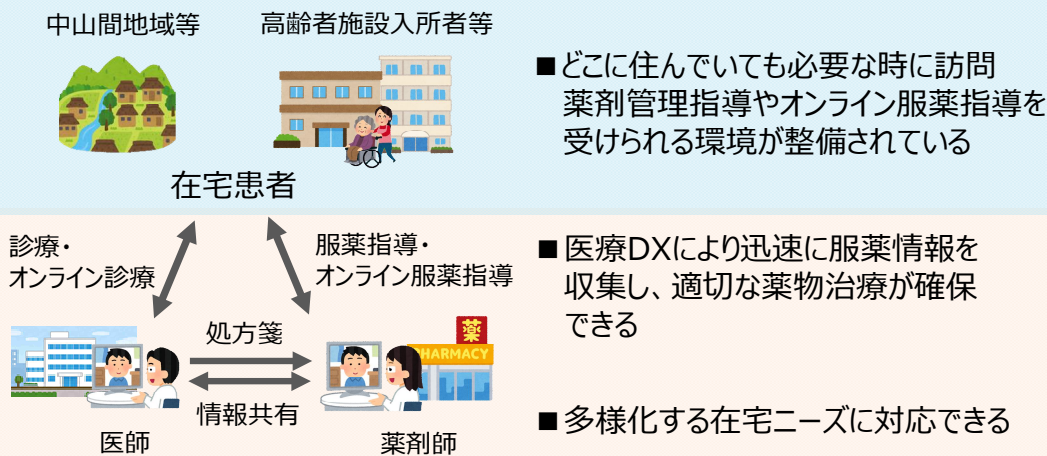 中山間地域等
高齢者施設入所者等
在宅患者
■どこに住んでいても必要な時に訪問
薬剤管理指導やオンライン服薬指導を
受けられる環境が整備されている
診療・
オンライン診療
服薬指導・
オンライン服薬指導
処方箋
情報共有
医師
薬
PHARMACY
薬剤師
■医療DXにより迅速に服薬情報を
収集し、適切な薬物治療が確保
できる
■多様化する在宅ニーズに対応できる